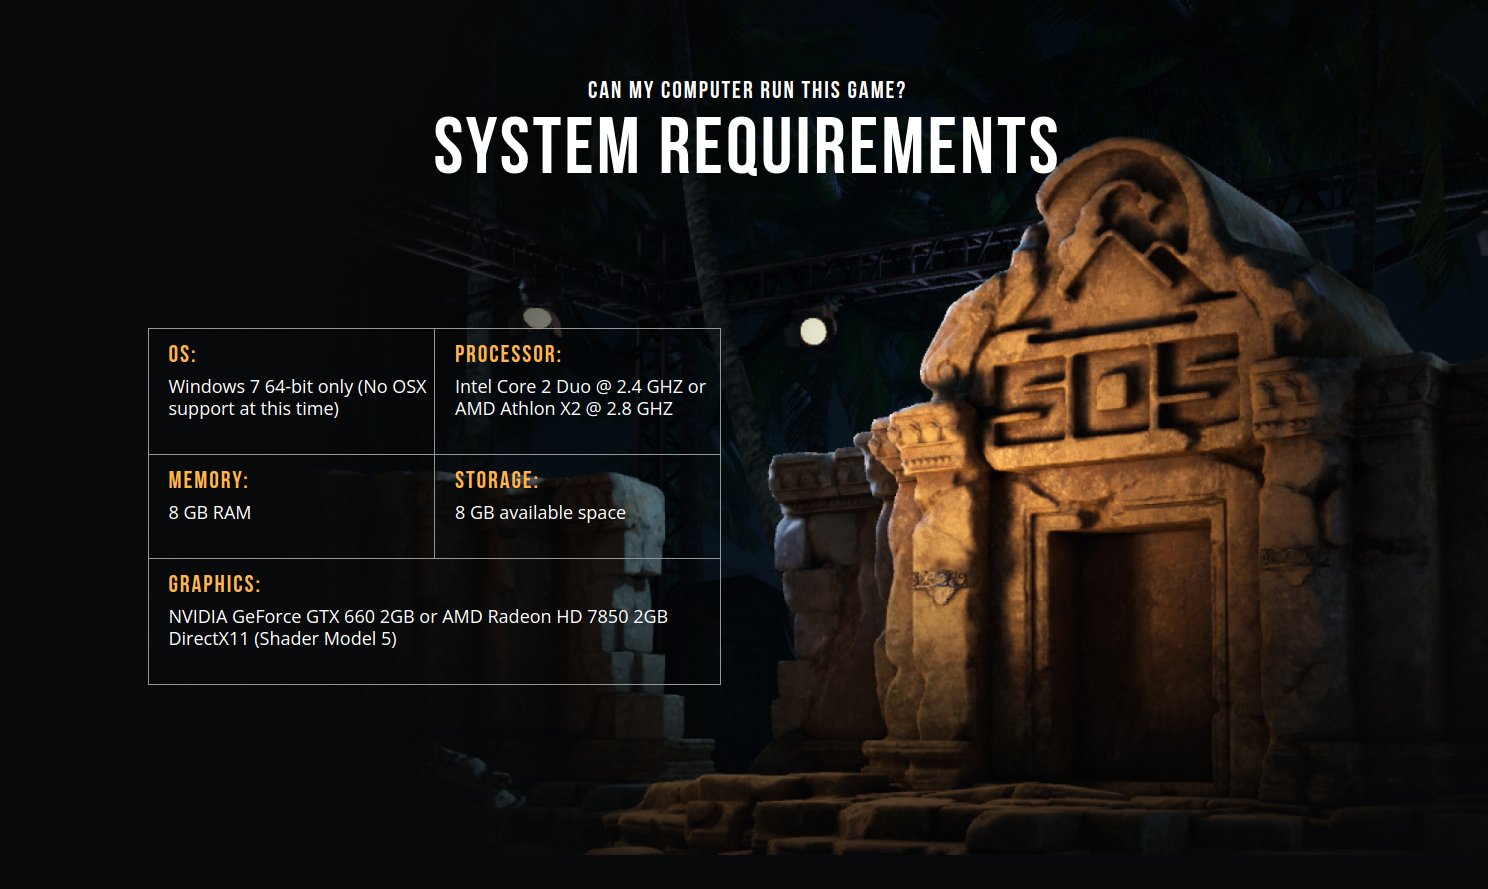 CAN MY COMPUTER RUN THIS GAME?
SYSTEM REQUIREMENTS
OS:
Windows 7 64-bit only (No OSX
support at this time)
PROCESSOR:
Intel Core 2 Duo @ 2.4 GHZ or
AMD Athlon X2 @ 2.8 GHZ
MEMORY:
8 GB RAM
STORAGE:
8 GB available space
GRAPHICS:
NVIDIA GeForce GTX 660 2GB or AMD Radeon HD 7850 2GB
DirectX11 (Shader Model 5)
SOS